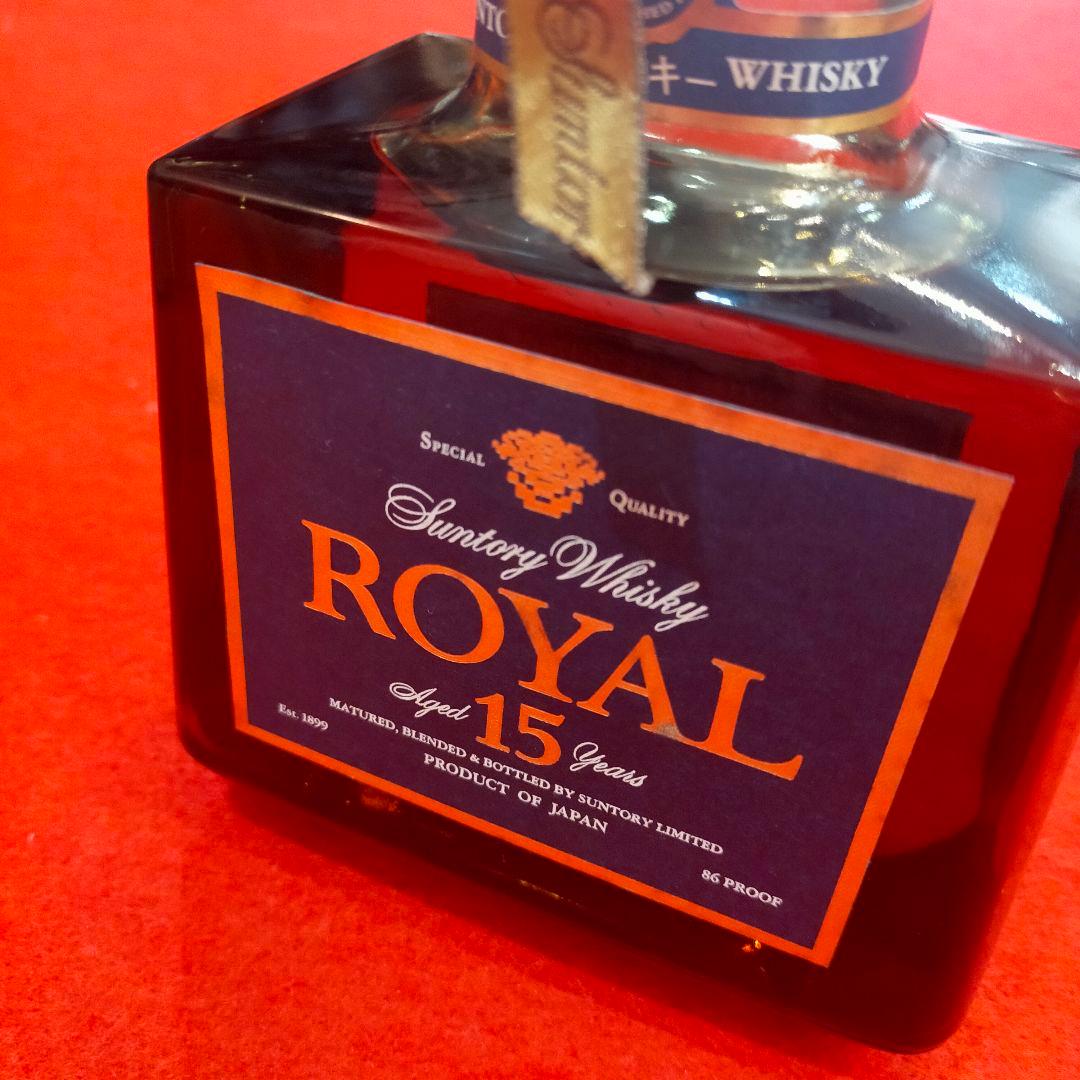 キー WHISKY
Suntory
SPECIAL QUALITY
Suntory Whisky
ROYAL
Aged 15 Years
Est. 1899
MATURED, BLENDED & BOTTLED BY SUNTORY LIMITED
PRODUCT OF JAPAN
86 PROOF